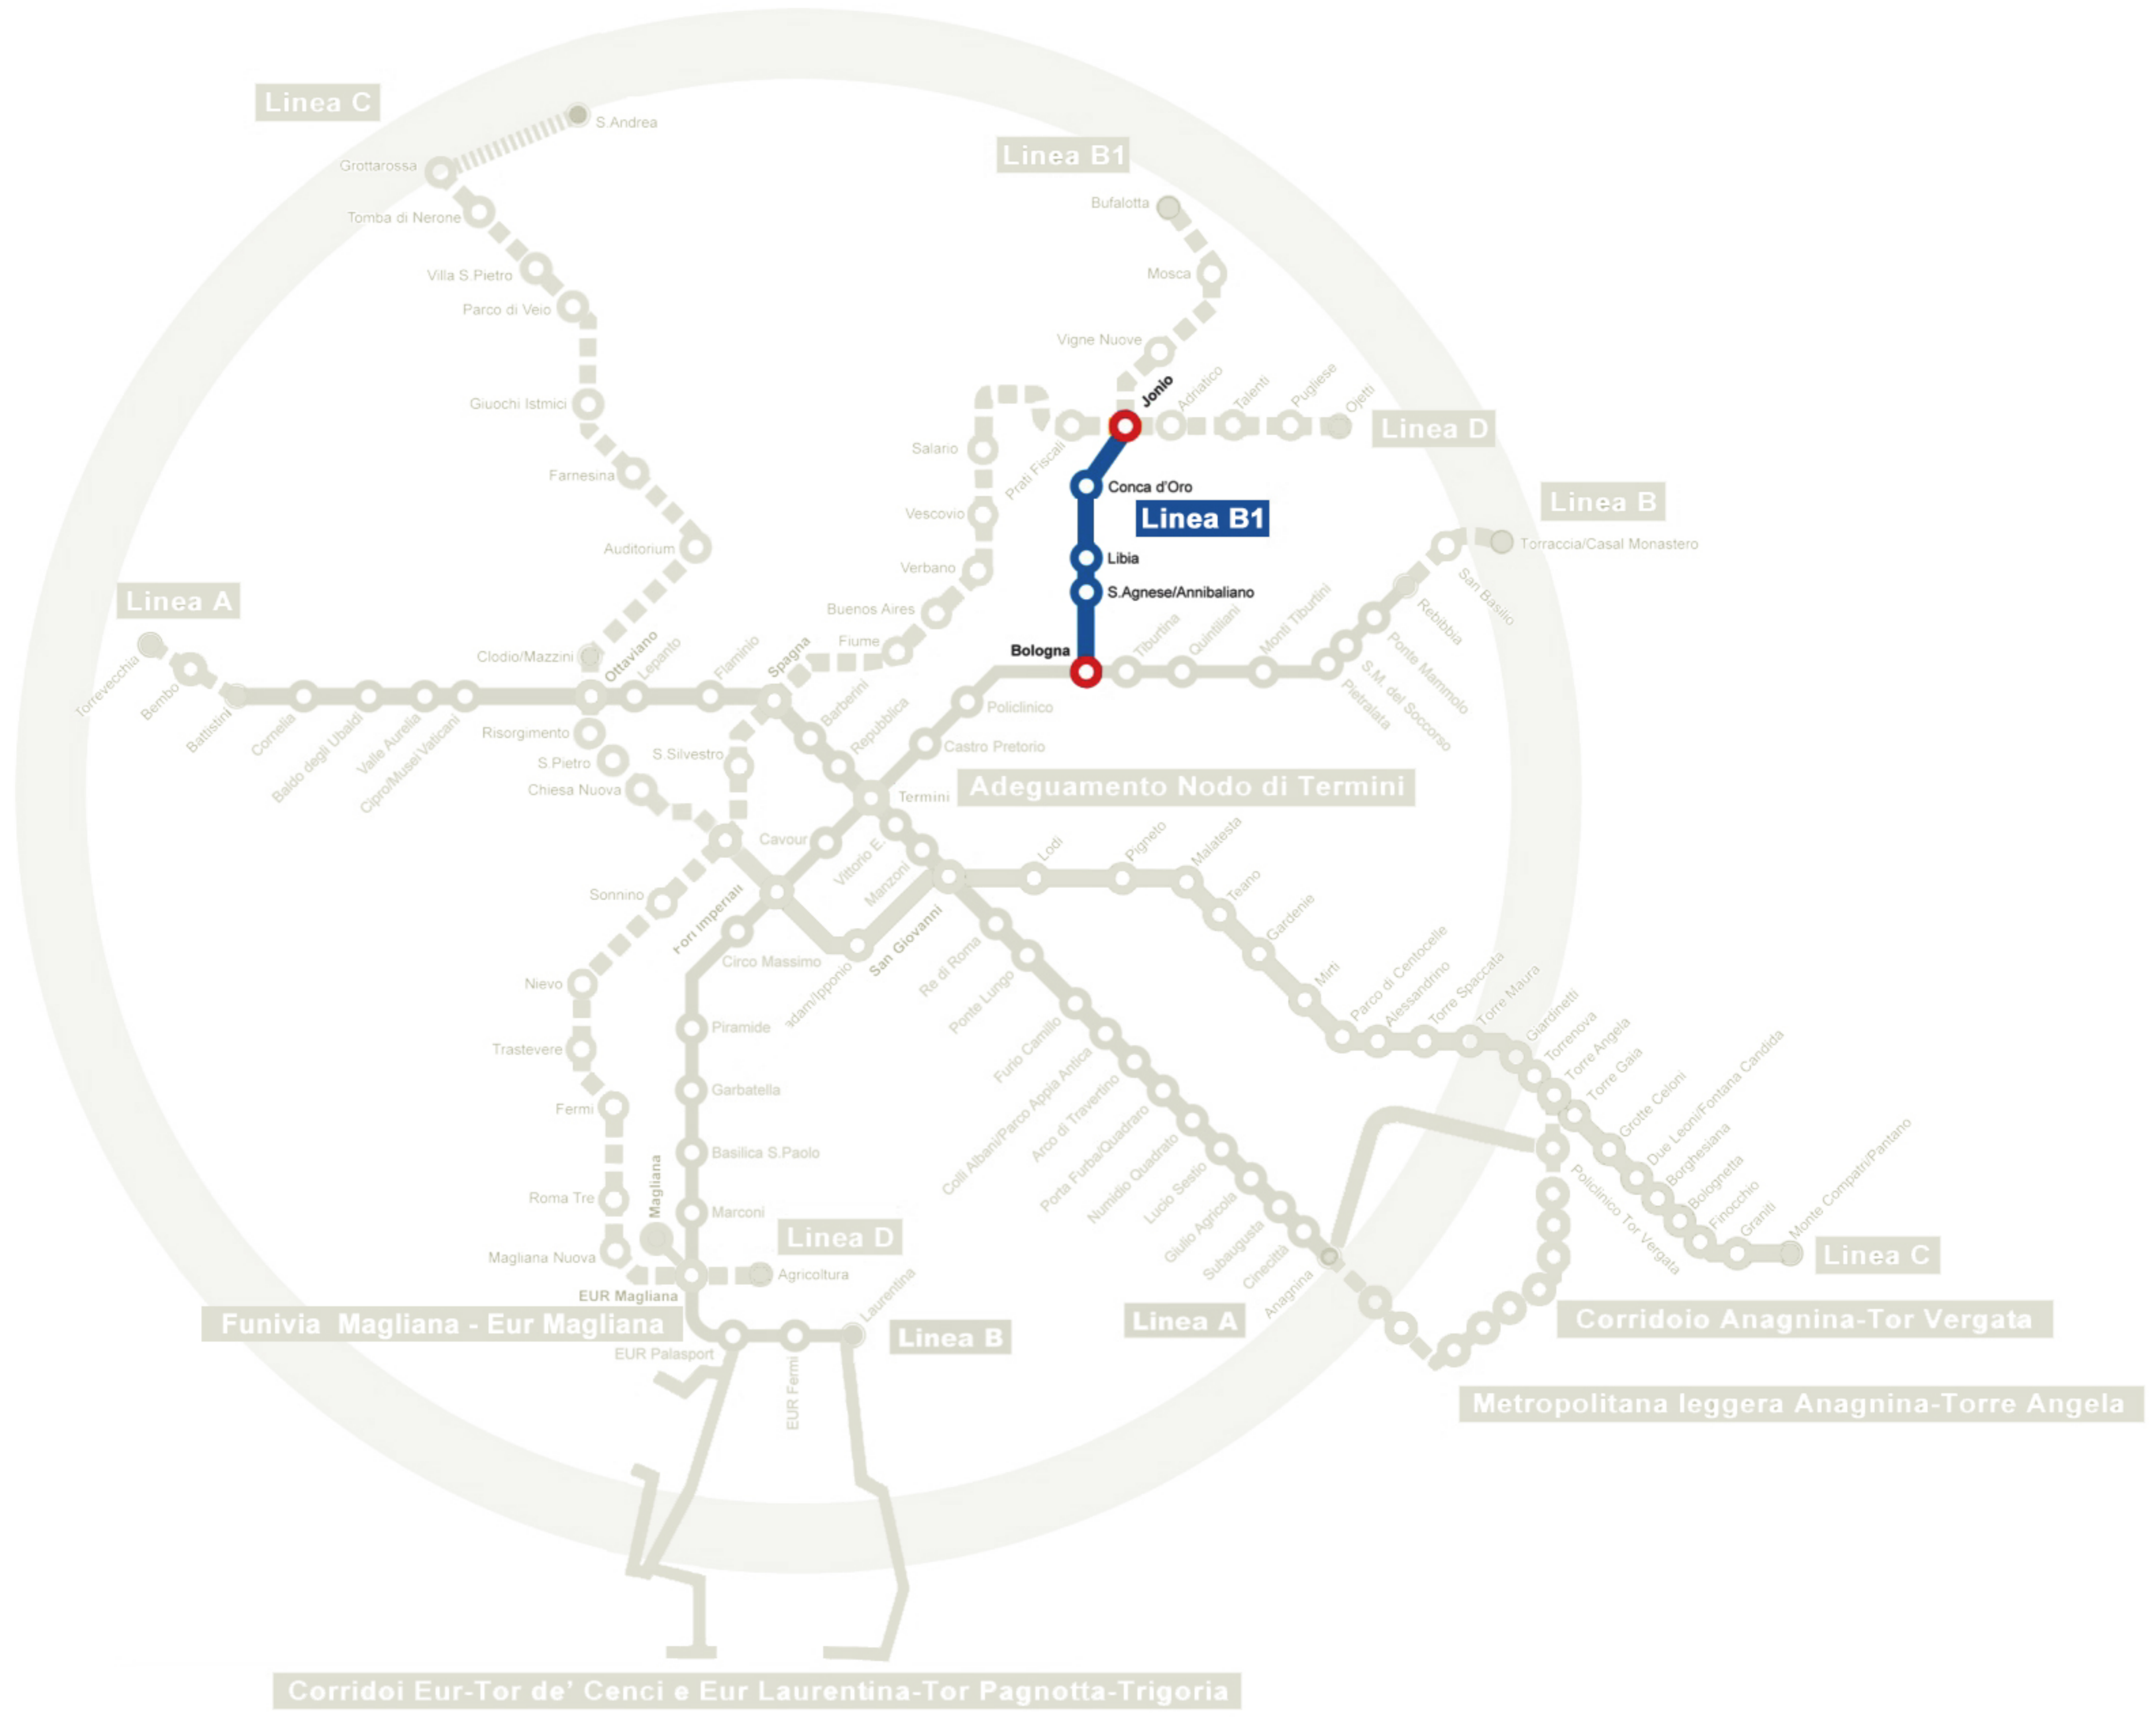 Linea C
S.Andrea
Grottarossa
Tomba di Nerone
Villa S.Pietro
Parco di Veio
Giuochi Istmici
Farnesina
Auditorium
Clodio/Mazzini
Linea B1
Bufalotta
Mosca
Vigne Nuove
Jonio
Adriatico
Talenti
Pugliese
Ojetti
Linea D
Salario
Prati Fiscali
Vescovio
Verbano
Buenos Aires
Fiume
Conca d'Oro
Linea B1
Libia
S.Agnese/Annibaliano
Bologna
Tiburtina
Quintiliani
Monti Tiburtini
Linea B
Torraccia/Casal Monastero
San Basilio
Rebibbia
Ponte Mammolo
S.M. del Soccorso
Pietralata
Linea A
Torrevecchia
Bembo
Battistini
Cornelia
Baldo degli Ubaldi
Valle Aurelia
Cipro/Musei Vaticani
Ottaviano
Lepanto
Flaminio
Spagna
Barberini
Repubblica
Policlinico
Castro Pretorio
Risorgimento
S.Pietro
Chiesa Nuova
S.Silvestro
Termini
Adeguamento Nodo di Termini
Cavour
Vittorio E.
Manzoni
Lodi
Pigneto
Malatesta
Teano
Gardenie
Mirti
Parco di Centocelle
Alessandrino
Torre Spaccata
Torre Maura
Giardinetti
Torrenova
Torre Angela
Torre Gaia
Grotte Celoni
Due Leoni/Fontana Candida
Borghesiana
Bolognetta
Finocchio
Graniti
Monte Compatri/Pantano
Linea C
Sonnino
Fori Imperiali
Circo Massimo
adam/Ipponio
San Giovanni
Re di Roma
Ponte Lungo
Furio Camillo
Colli Albani/Parco Appia Antica
Arco di Travertino
Porta Furba/Quadraro
Numidio Quadrato
Lucio Sestio
Giulio Agricola
Subaugusta
Cinecittà
Anagnina
Policlinico Tor Vergata
Nievo
Trastevere
Fermi
Roma Tre
Magliana Nuova
Piramide
Garbatella
Basilica S.Paolo
Marconi
Magliana
Linea D
Agricoltura
EUR Magliana
Funivia Magliana - Eur Magliana
EUR Palasport
EUR Fermi
Laurentina
Linea B
Linea A
Corridoio Anagnina-Tor Vergata
Metropolitana leggera Anagnina-Torre Angela
Corridoi Eur-Tor de' Cenci e Eur Laurentina-Tor Pagnotta-Trigoria